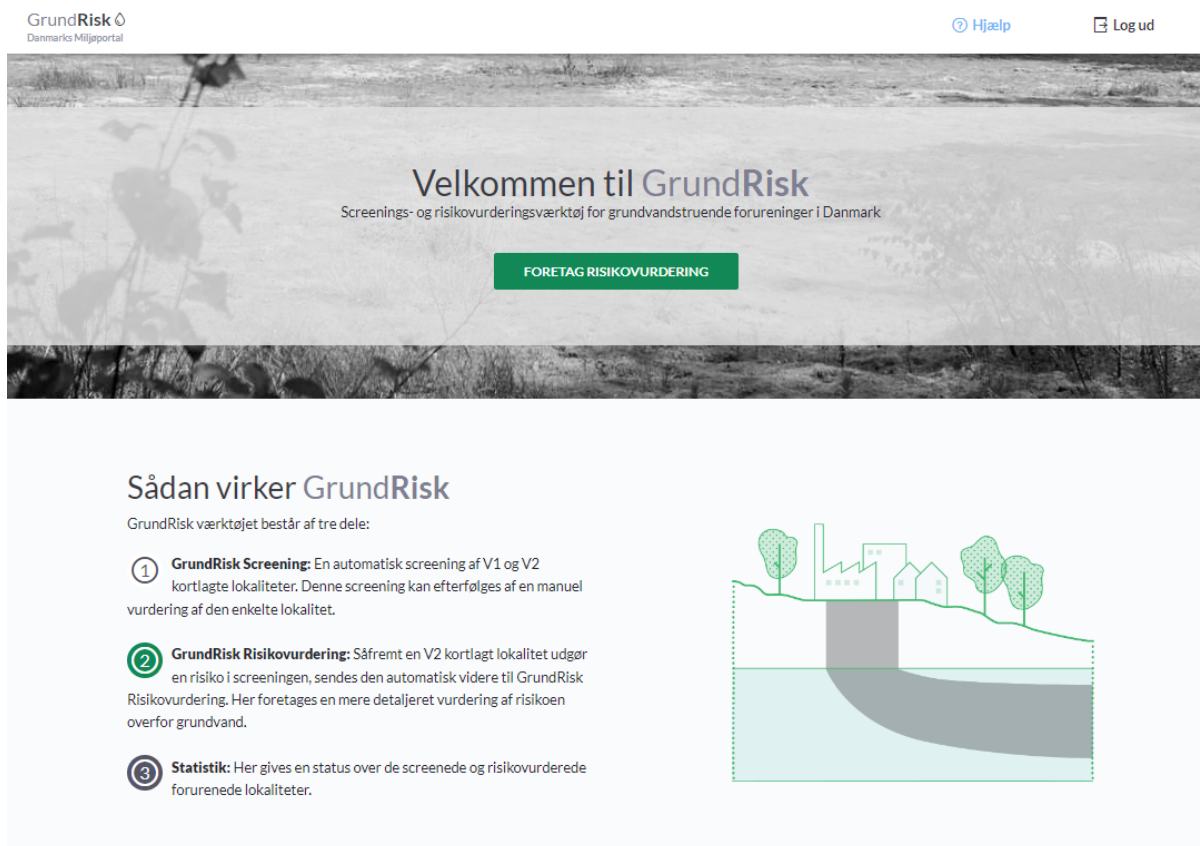 GrundRisk
Danmarks Miljøportal
Hjælp
Log ud
Velkommen til GrundRisk
Screenings- og risikovurderingsværktøj for grundvandstruende forureninger i Danmark
FORETAG RISIKOVURDERING
Sådan virker GrundRisk
GrundRisk værktøjet består af tre dele:
1 GrundRisk Screening: En automatisk screening af V1 og V2
kortlagte lokaliteter. Denne screening kan efterfølges af en manuel
vurdering af den enkelte lokalitet.
2 GrundRisk Risikovurdering: Såfremt en V2 kortlagt lokalitet udgør
en risiko i screeningen, sendes den automatisk videre til GrundRisk
Risikovurdering. Her foretages en mere detaljeret vurdering af risikoen
overfor grundvand.
3 Statistik: Her gives en status over de screenede og risikovurderede
forurenede lokaliteter.